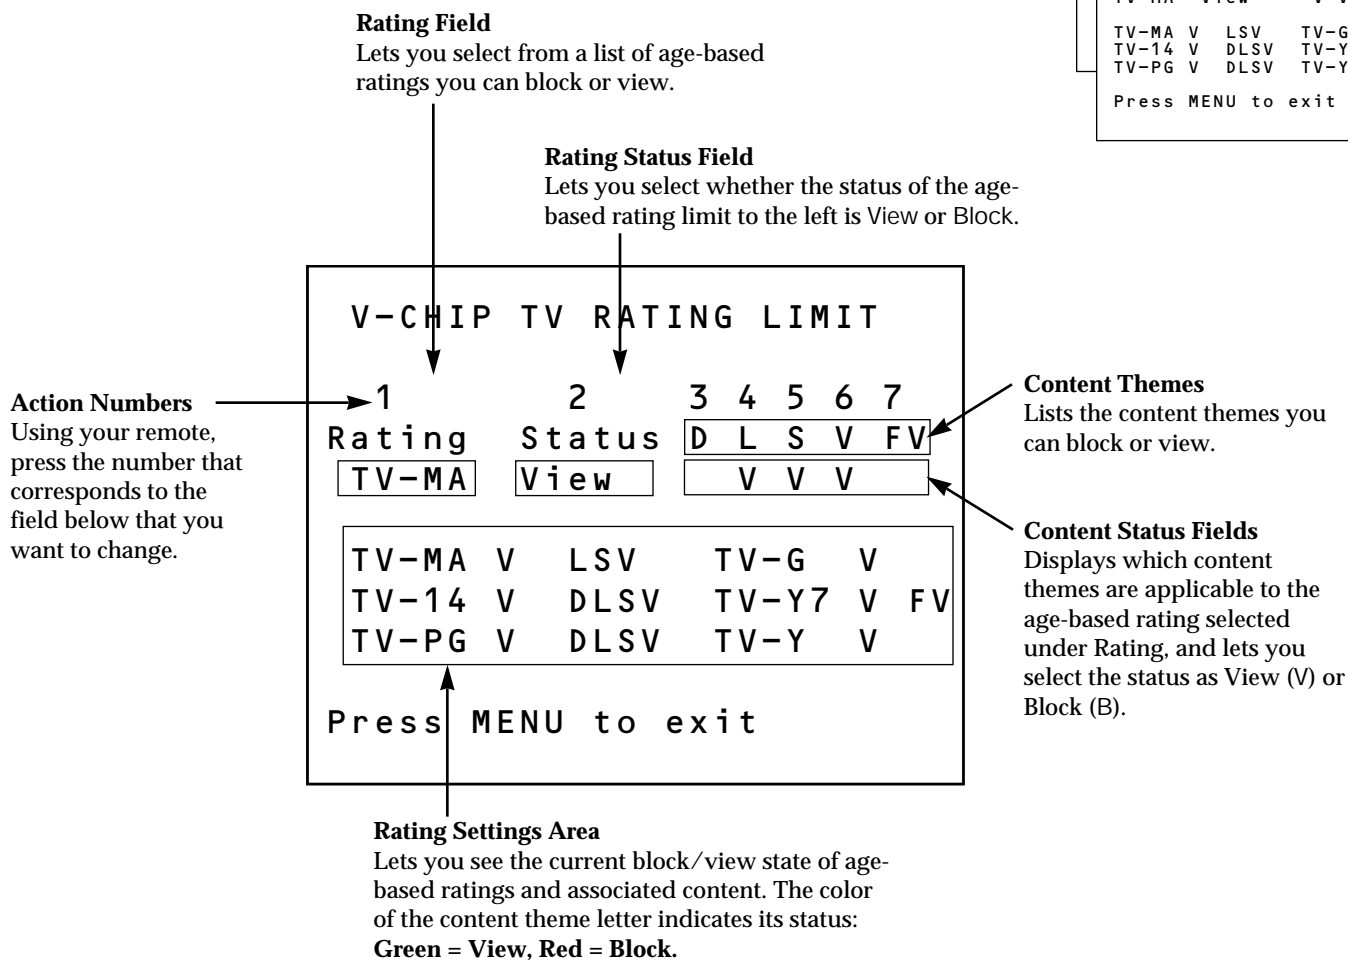 TV-MA V LSV TV-G
TV-14 V DLSV TV-Y
TV-PG V DLSV TV-Y
Press MENU to exit
Rating Field
Lets you select from a list of age-based
ratings you can block or view.
Rating Status Field
Lets you select whether the status of the age-
based rating limit to the left is View or Block.
V-CHIP TV RATING LIMIT
1 2 3 4 5 6 7
Rating Status D L S V FV
TV-MA View V V V
TV-MA V LSV TV-G V
TV-14 V DLSV TV-Y7 V FV
TV-PG V DLSV TV-Y V
Press MENU to exit
Action Numbers
Using your remote,
press the number that
corresponds to the
field below that you
want to change.
Content Themes
Lists the content themes you
can block or view.
Content Status Fields
Displays which content
themes are applicable to the
age-based rating selected
under Rating, and lets you
select the status as View (V) or
Block (B).
Rating Settings Area
Lets you see the current block/view state of age-
based ratings and associated content. The color
of the content theme letter indicates its status:
Green = View, Red = Block.